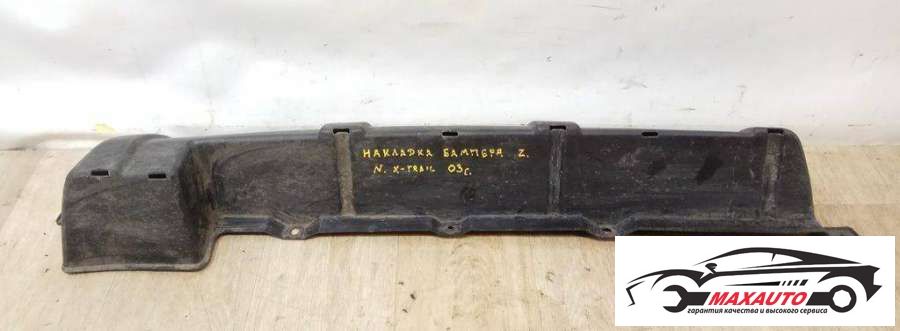 НАКЛАДКА БАМПЕРА Z.
N. X-TRAIL 03г.
MAXAUTO
гарантия качества и высокого сервиса